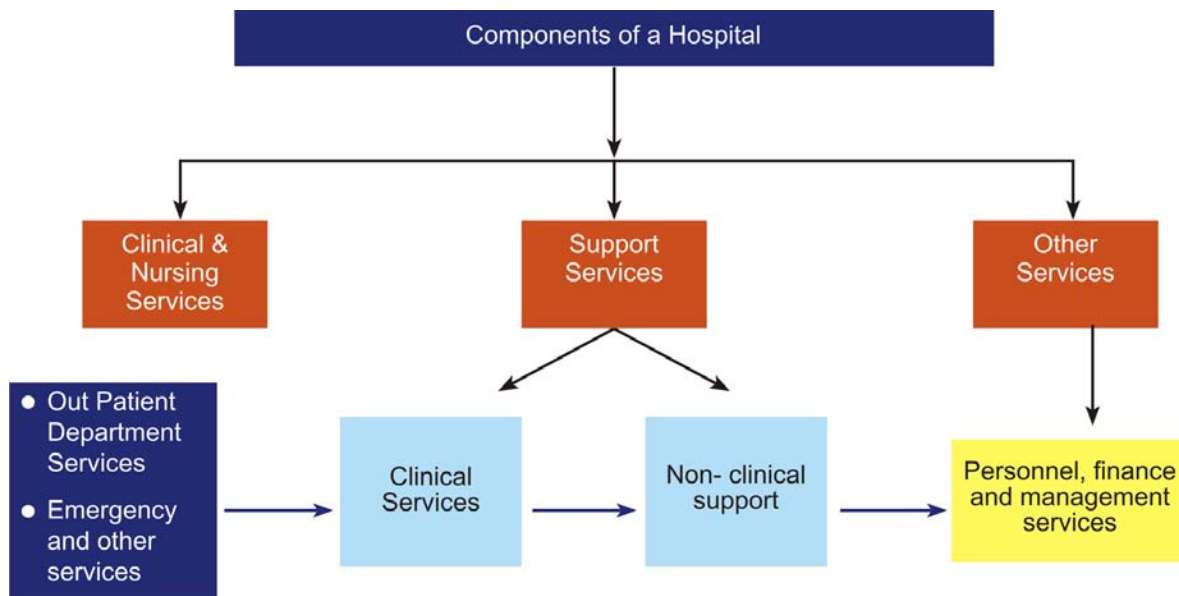 Components of a Hospital
Clinical &
Nursing
Services
Support
Services
Other
Services
● Out Patient
Department
Services
● Emergency
and other
services
Clinical
Services
Non- clinical
support
Personnel, finance
and management
services